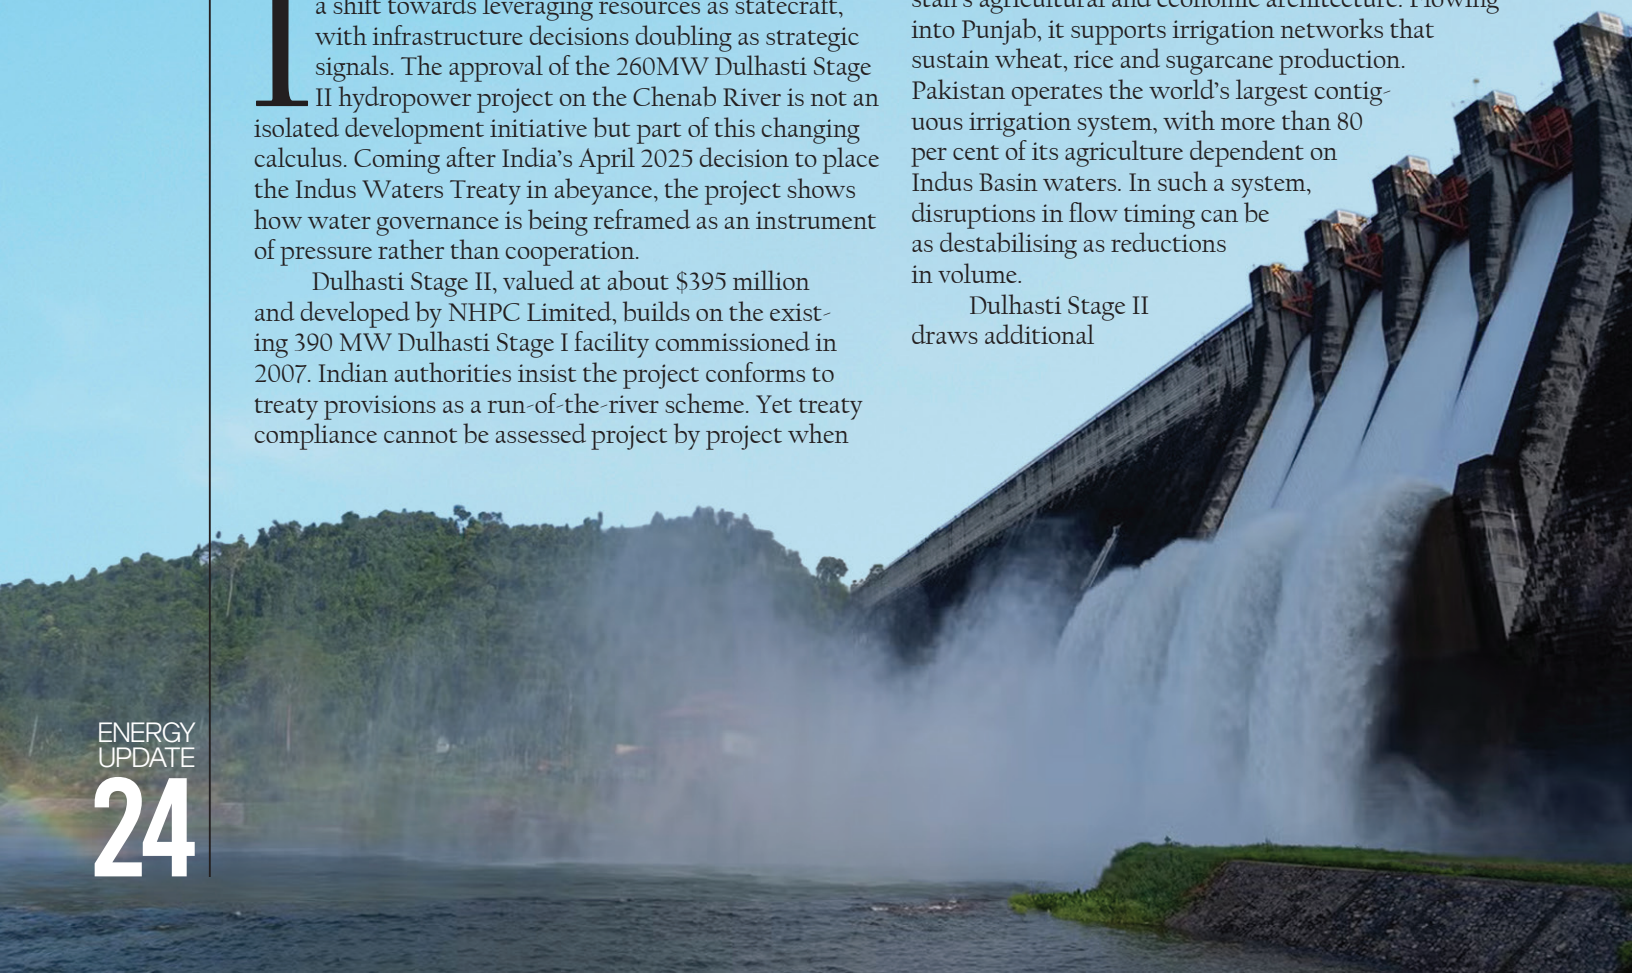 a shift towards leveraging resources as statecraft,
with infrastructure decisions doubling as strategic
signals. The approval of the 260MW Dulhasti Stage
II hydropower project on the Chenab River is not an
isolated development initiative but part of this changing
calculus. Coming after India's April 2025 decision to place
the Indus Waters Treaty in abeyance, the project shows
how water governance is being reframed as an instrument
of pressure rather than cooperation.
Dulhasti Stage II, valued at about $395 million
and developed by NHPC Limited, builds on the exist-
ing 390 MW Dulhasti Stage I facility commissioned in
2007. Indian authorities insist the project conforms to
treaty provisions as a run-of-the-river scheme. Yet treaty
compliance cannot be assessed project by project when
stan's agricultural and economic architecture. Flowing
into Punjab, it supports irrigation networks that
sustain wheat, rice and sugarcane production.
Pakistan operates the world's largest contig-
uous irrigation system, with more than 80
per cent of its agriculture dependent on
Indus Basin waters. In such a system,
disruptions in flow timing can be
as destabilising as reductions
in volume.
Dulhasti Stage II
draws additional
ENERGY
UPDATE
24